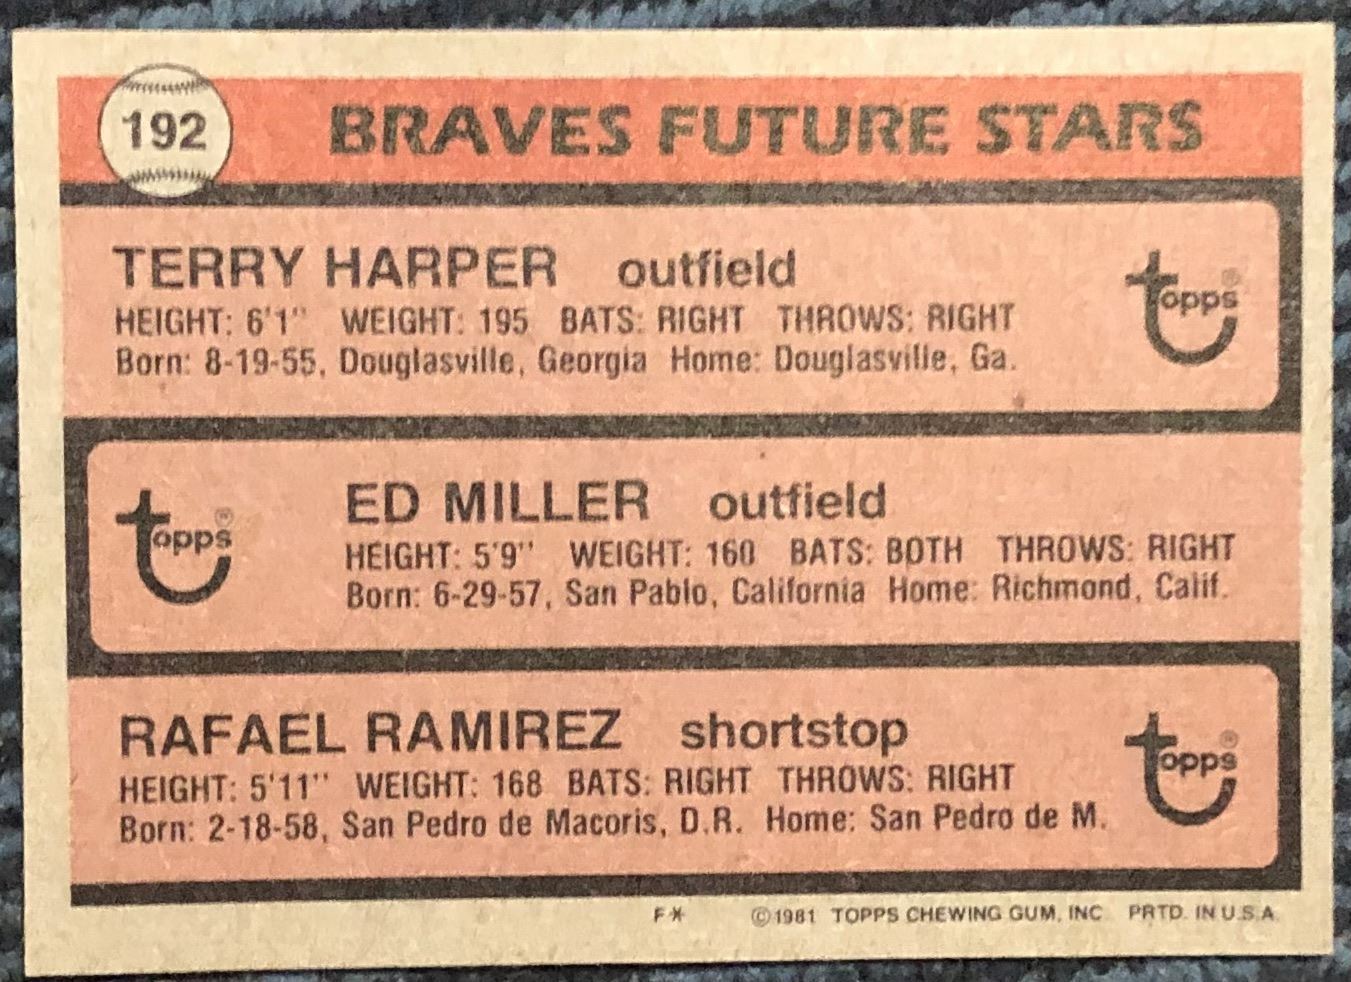 192
BRAVES FUTURE STARS
TERRY HARPER outfield
HEIGHT: 6'1" WEIGHT: 195 BATS: RIGHT THROWS: RIGHT
Born: 8-19-55, Douglasville, Georgia Home: Douglasville, Ga.
Topps®
ED MILLER outfield
HEIGHT: 5'9" WEIGHT: 160 BATS: BOTH THROWS: RIGHT
Born: 6-29-57, San Pablo, California Home: Richmond, Calif.
Topps®
RAFAEL RAMIREZ shortstop
HEIGHT: 5'11" WEIGHT: 168 BATS: RIGHT THROWS: RIGHT
Born: 2-18-58, San Pedro de Macoris, D.R. Home: San Pedro de M.
Topps®
F* ©1981 TOPPS CHEWING GUM, INC. PRTD. IN U.S.A.